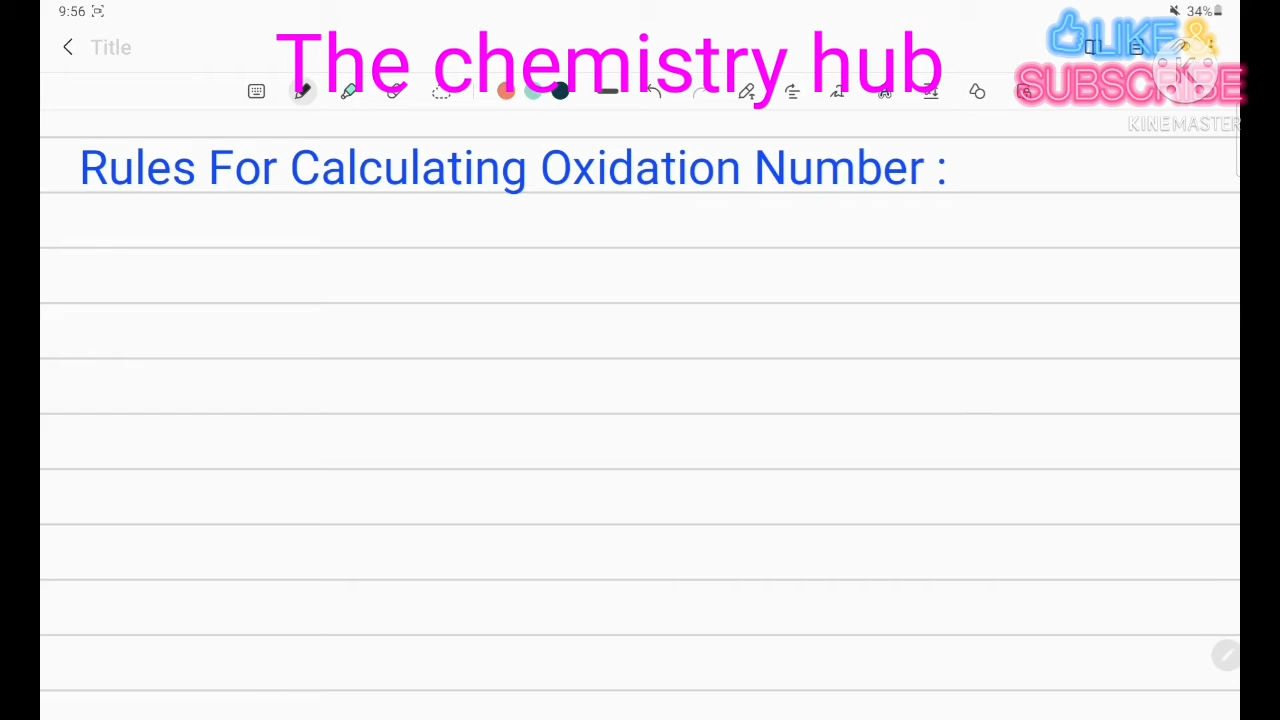 9:56
34%
Title
The chemistry hub
LIKE &
SUBSCRIBE
K
KINEMASTER
Rules For Calculating Oxidation Number :